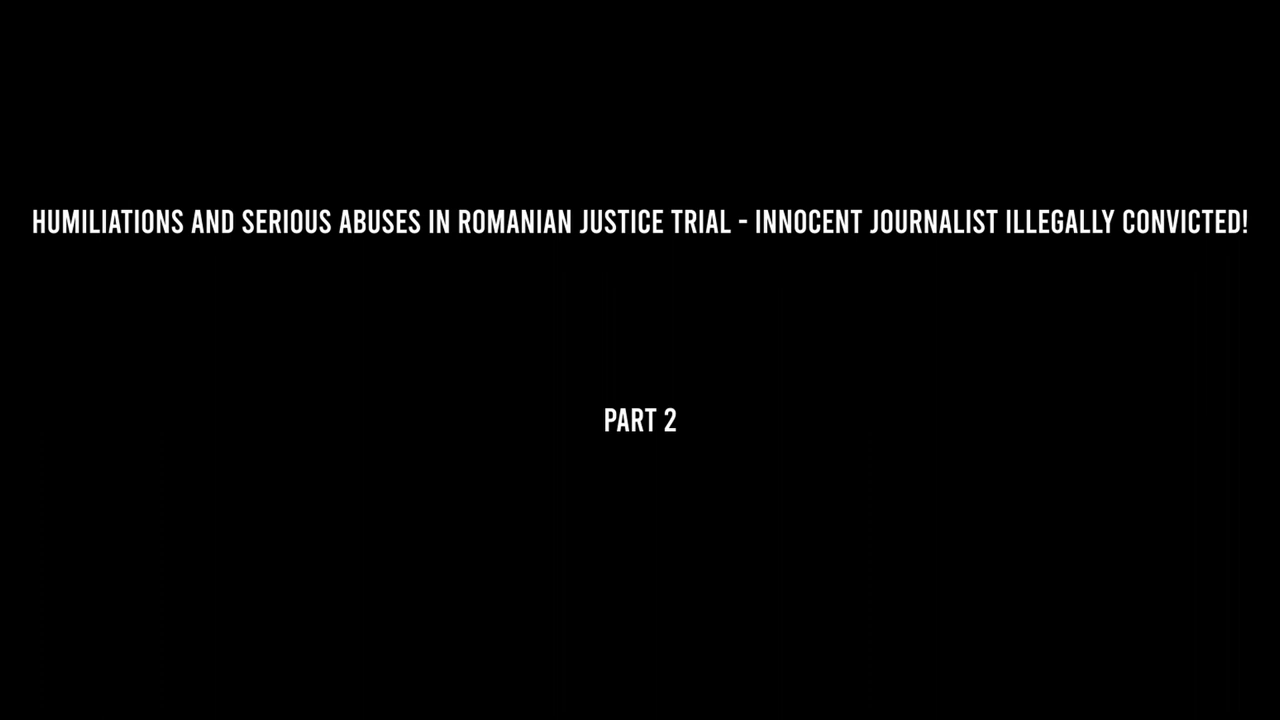 HUMILIATIONS AND SERIOUS ABUSES IN ROMANIAN JUSTICE TRIAL - INNOCENT JOURNALIST ILLEGALLY CONVICTED!
PART 2